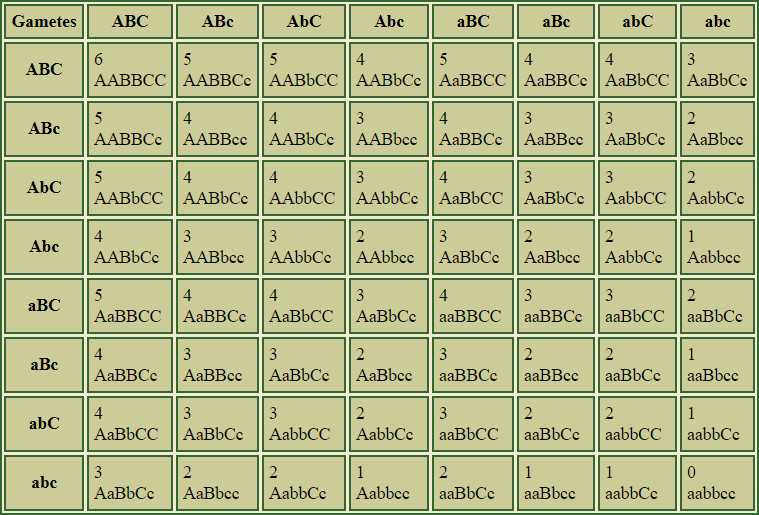 Gametes ABC ABc AbC Abc aBC aBc abC abc
ABC
6 5 5 4 5 4 4 3
AABBCC AABBCc AABbCC AABbCc AaBBCC AaBBCc AaBbCC AaBbCc
ABc
5 4 4 3 4 3 3 2
AABBCc AABBcc AABbCc AABbcc AaBBCc AaBBcc AaBbCc AaBbcc
AbC
5 4 4 3 4 3 3 2
AABbCC AABbCc AAbbCC AAbbCc AaBbCC AaBbCc AabbCC AabbCc
Abc
4 3 3 2 3 2 2 1
AABbCc AABbcc AAbbCc AAbbcc AaBbCc AaBbcc AabbCc Aabbcc
aBC
5 4 4 3 4 3 3 2
AaBBCC AaBBCc AaBbCC AaBbCc aaBBCC aaBBCc aaBbCC aaBbCc
aBc
4 3 3 2 3 2 2 1
AaBBCc AaBBcc AaBbCc AaBbcc aaBBCc aaBBcc aaBbCc aaBbcc
abC
4 3 3 2 3 2 2 1
AaBbCC AaBbCc AabbCC AabbCc aaBbCC aaBbCc aabbCC aabbCc
abc
3 2 2 1 2 1 1 0
AaBbCc AaBbcc AabbCc Aabbcc aaBbCc aaBbcc aabbCc aabbcc